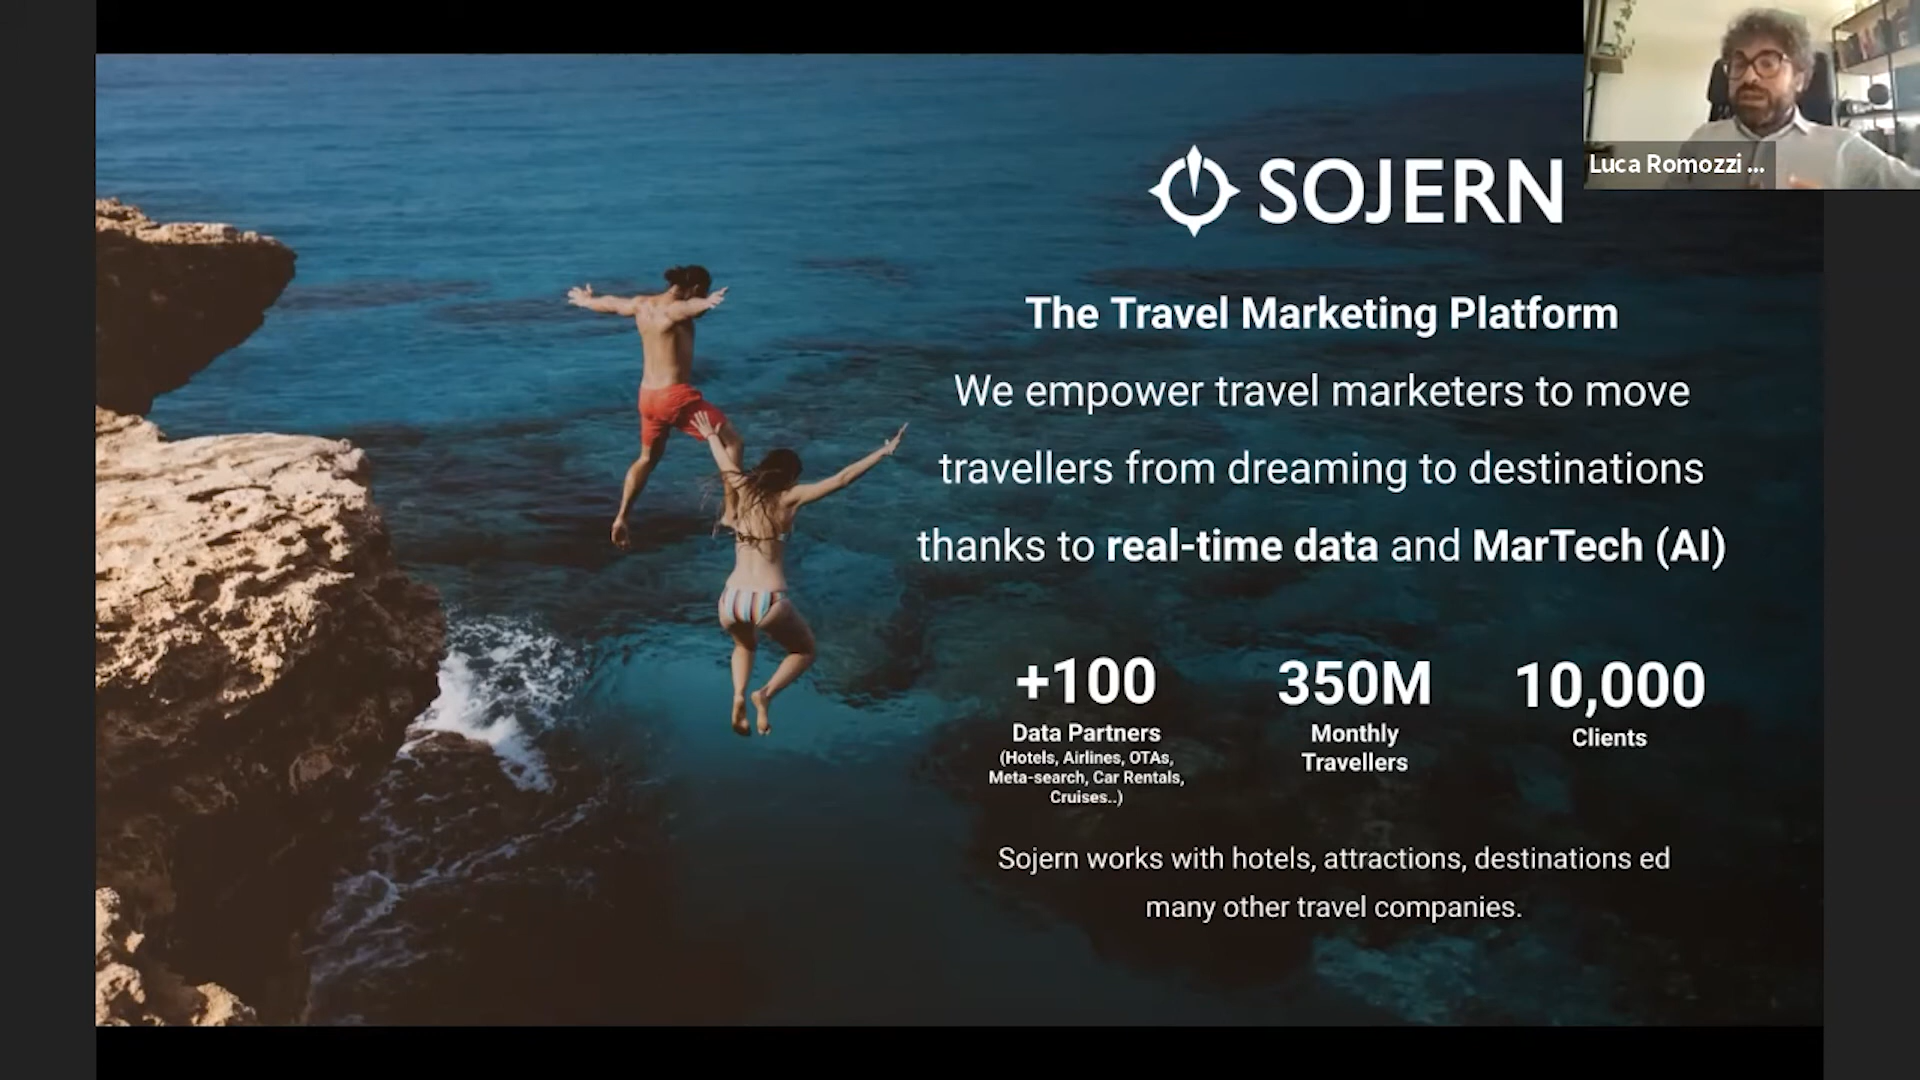 SOJERN
Luca Romozzi ...
The Travel Marketing Platform
We empower travel marketers to move
travellers from dreaming to destinations
thanks to real-time data and MarTech (AI)
+100
Data Partners
(Hotels, Airlines, OTAs,
Meta-search, Car Rentals,
Cruises..)
350M
Monthly
Travellers
10,000
Clients
Sojern works with hotels, attractions, destinations ed
many other travel companies.